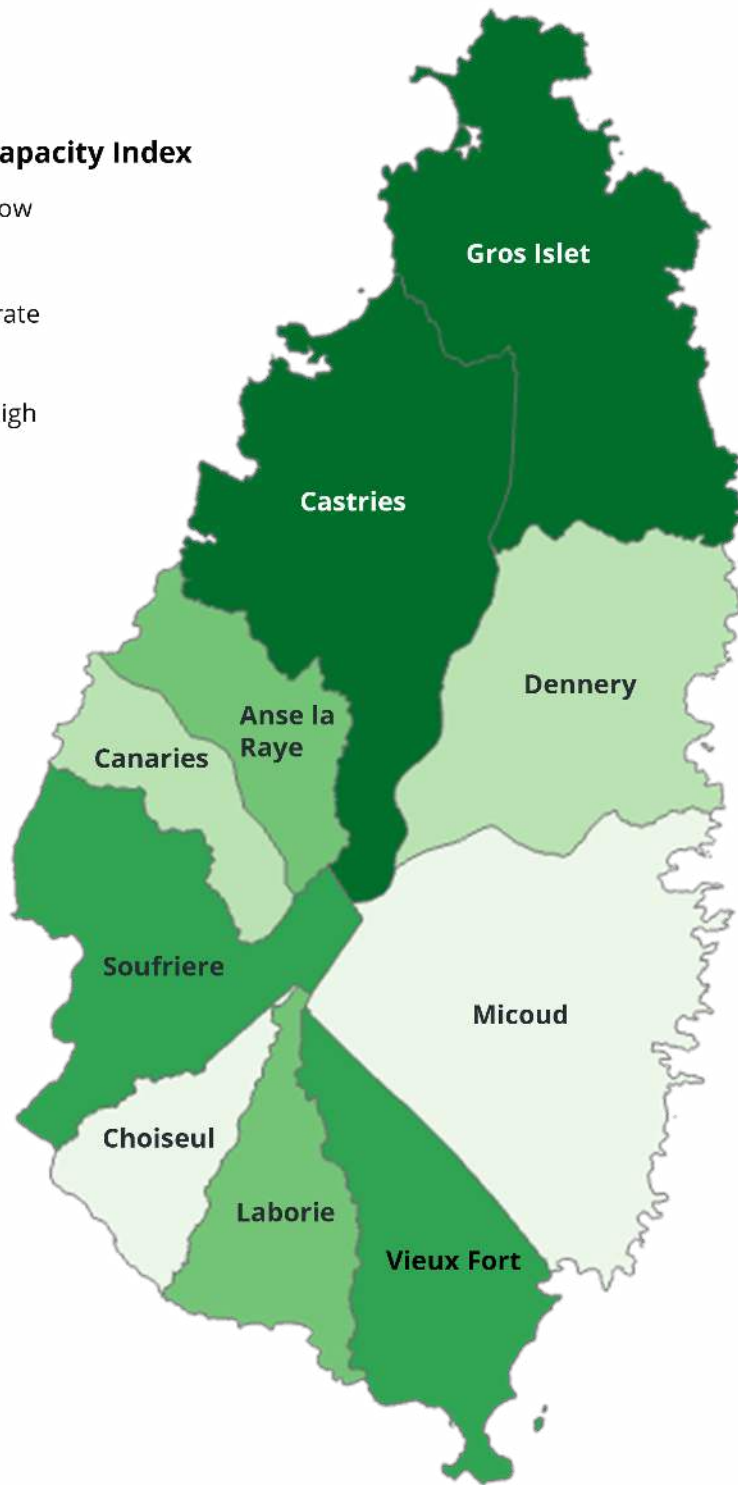 apacity Index
ow
rate
igh
Gros Islet
Castries
Dennery
Anse la
Raye
Canaries
Soufriere
Micoud
Choiseul
Laborie
Vieux Fort